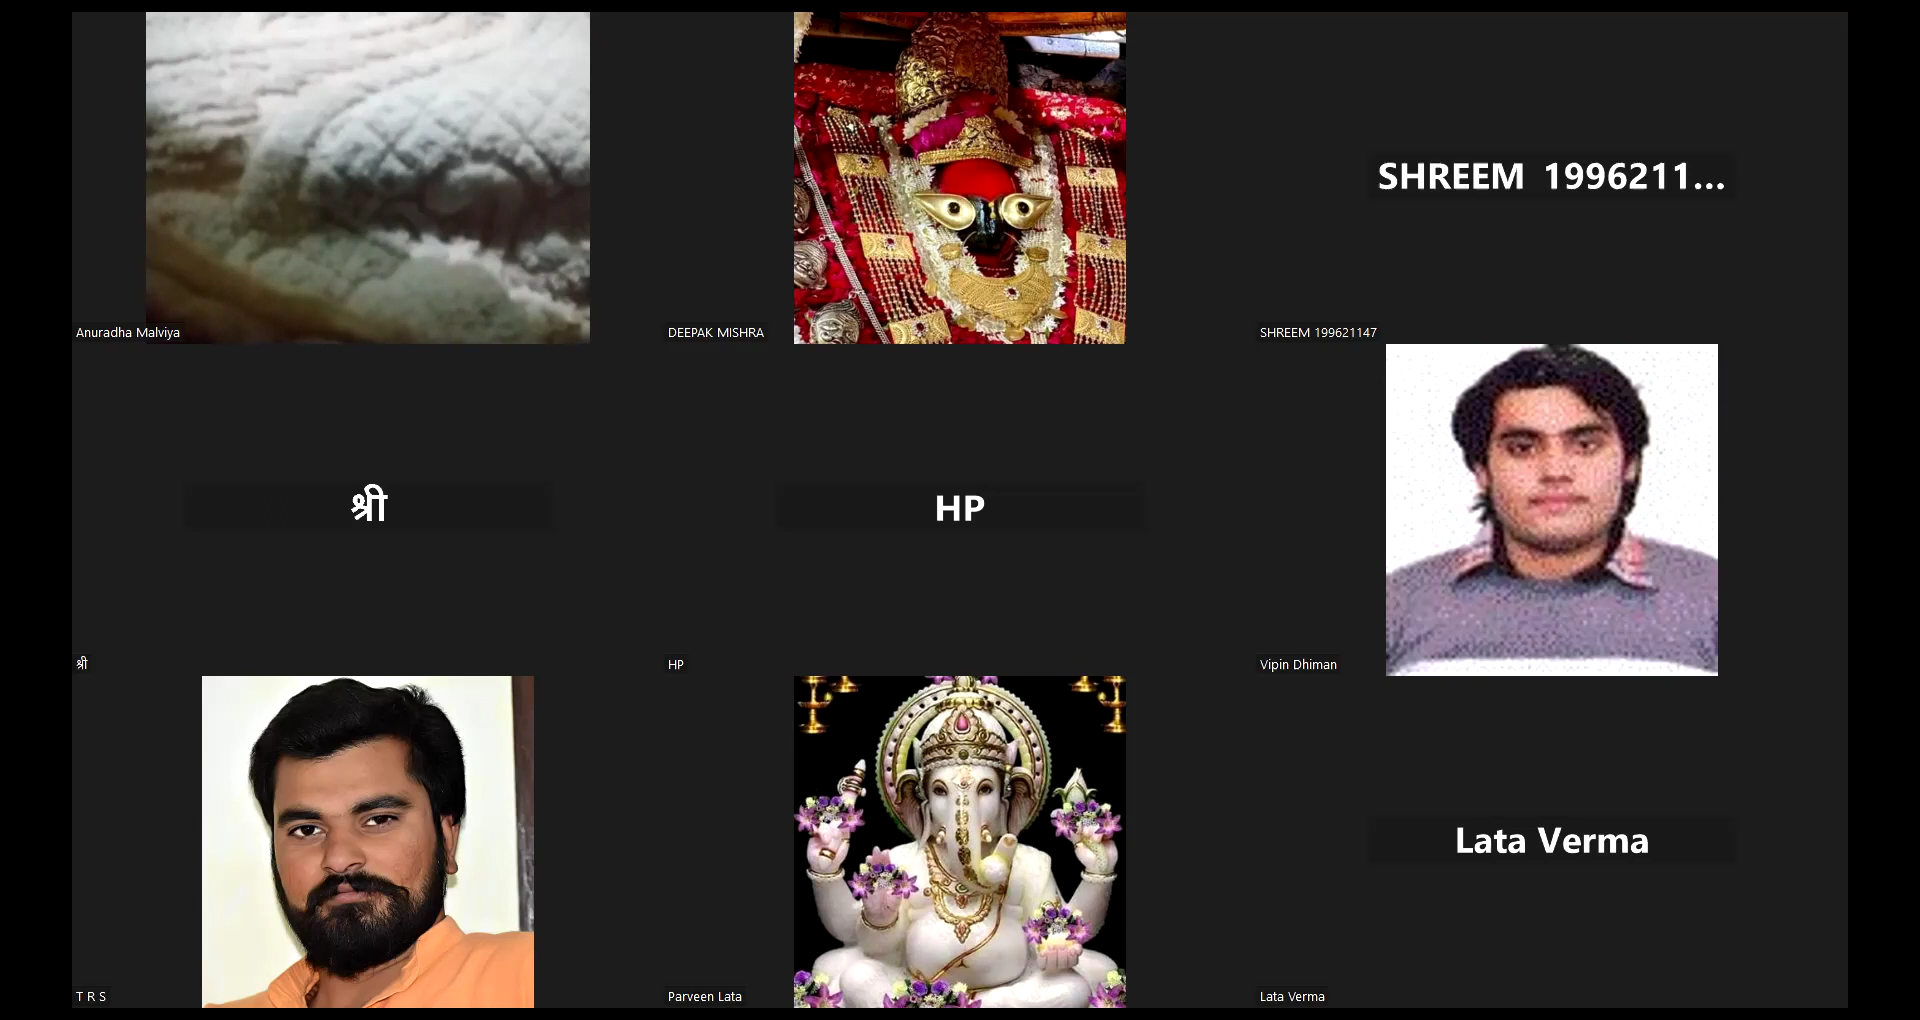 SHREEM 1996211...
Anuradha Malviya
DEEPAK MISHRA
SHREEM 199621147
श्री
HP
श्री
HP
Vipin Dhiman
Lata Verma
T R S
Parveen Lata
Lata Verma